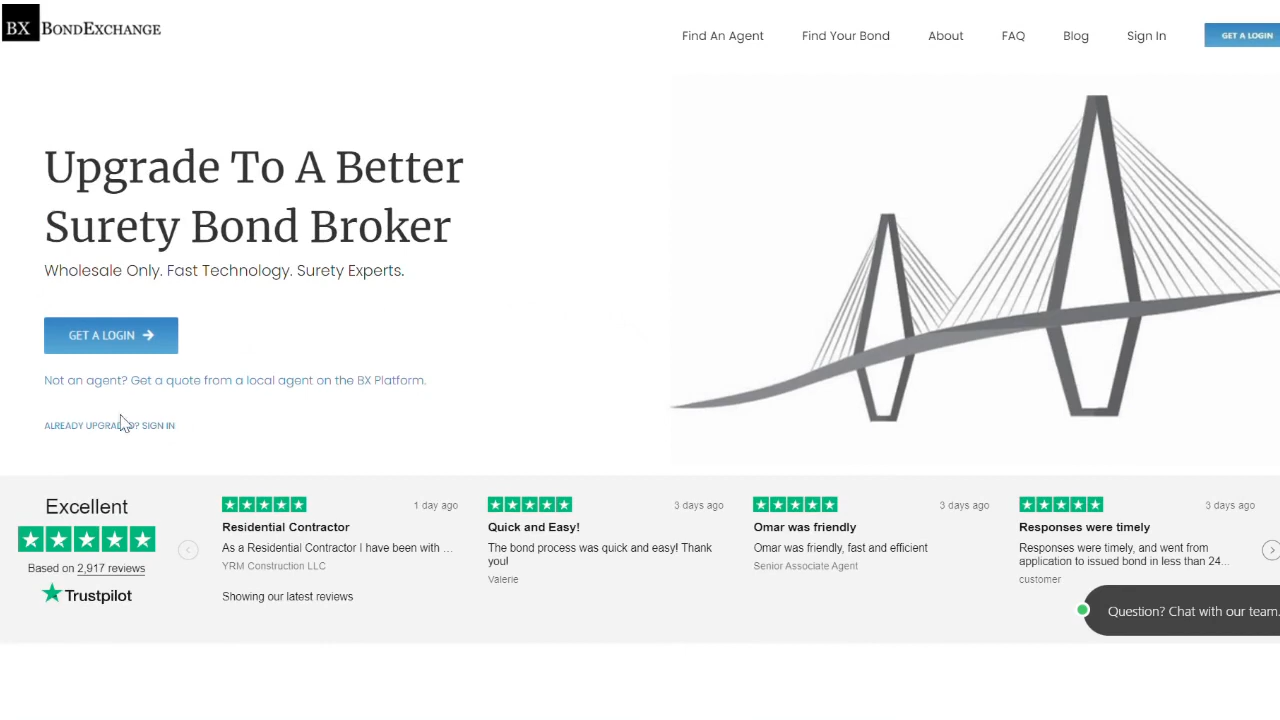 BX BONDEXCHANGE
Find An Agent
Find Your Bond
About
FAQ
Blog
Sign In
GET A LOGIN
Upgrade To A Better
Surety Bond Broker
Wholesale Only. Fast Technology. Surety Experts.
GET A LOGIN
Not an agent? Get a quote from a local agent on the BX Platform.
ALREADY UPGRADED? SIGN IN
Excellent
Based on 2,917 reviews
Trustpilot
1 day ago
Residential Contractor
As a Residential Contractor I have been with ...
YRM Construction LLC
Showing our latest reviews
3 days ago
Quick and Easy!
The bond process was quick and easy! Thank
you!
Valerie
3 days ago
Omar was friendly
Omar was friendly, fast and efficient
Senior Associate Agent
3 days ago
Responses were timely
Responses were timely, and went from
application to issued bond in less than 24...
customer
Question? Chat with our team.